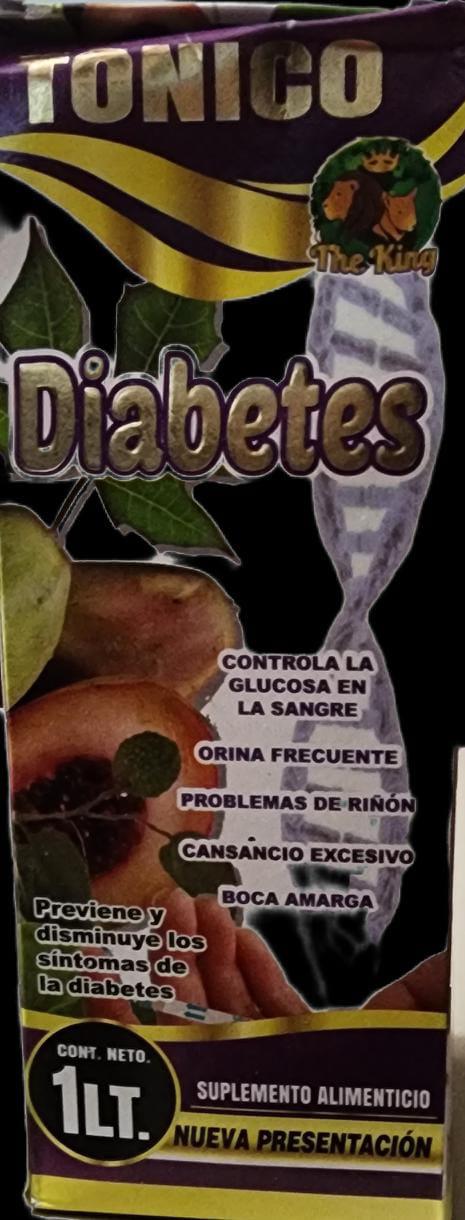 TONICO
The King
Diabetes
CONTROLA LA
GLUCOSA EN
LA SANGRE
ORINA FRECUENTE
PROBLEMAS DE RIÑÓN
CANSANCIO EXCESIVO
BOCA AMARGA
Previene y
disminuye los
síntomas de
la diabetes
CONT. NETO.
1LT.
SUPLEMENTO ALIMENTICIO
NUEVA PRESENTACIÓN